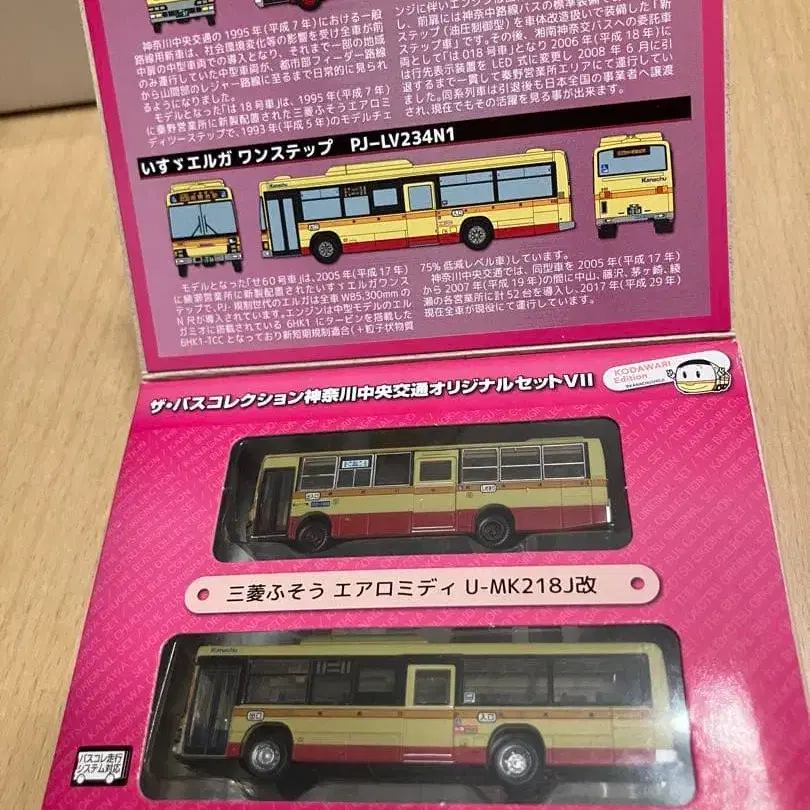 神奈川中央交通の1995年(平成7年)における一般
路線用新車は、社会環境変化等の影響を受け全車が前
中扉の中型車両での導入となり、それまで一部の地域
のみ運行していた中型車両が、都市部フィーダー路線
から山間部のレジャー路線に至るまで日常的に見られ
るようになりました。
モデルとなった「は18号車」は、1995年(平成7年)
に秦野営業所に新製配置された三菱ふそうエアロミ
ディツーステップで、1993年(平成5年)のモデルチェ
ンジに伴いエンジンは
し、前扉には神奈中路線バスの標準装備で
ステップ(油圧制御型)を車体改造扱いで装備した「新
ステップ車」です。その後、湘南神奈交バスへの委託車
両として「は018号車」となり2006年(平成18年)に
は行先表示装置をLED式に変更し2008年6月に引
退するまで一貫して秦野営業所エリアにて運行してい
ました。同系列車は引退後も日本全国の事業者へ譲渡
され、現在でもその活躍を見る事が出来ます。
いすゞエルガ ワンステップ PJ-LV234N1
Kanachu
Kanachu
モデルとなった「せ60号車」は、2005年(平成17年)
に綾瀬営業所に新製配置されたいすゞエルガワンス
テップで、PJ-規制世代のエルガは全車WB5,300mmの
N尺が導入されています。エンジンは中型モデルのエル
ガミオに搭載されている6HK1にタービンを搭載した
6HK1-TCCとなっており新短期規制適合(+粒子状物質
75%低減レベル車)しています。
神奈川中央交通では、同型車を2005年(平成17年)
から2007年(平成19年)の間に中山、藤沢、茅ヶ崎、綾
瀬の各営業所に計52台を導入し、2017年(平成29年)
現在全車が現役にて運行しています。
ザ・バスコレクション神奈川中央交通オリジナルセットVII
KODAWARI
Edition
三菱ふそう エアロミディ U-MK218J改
Kanachu
出口
入口
バスコレ走行
システム対応